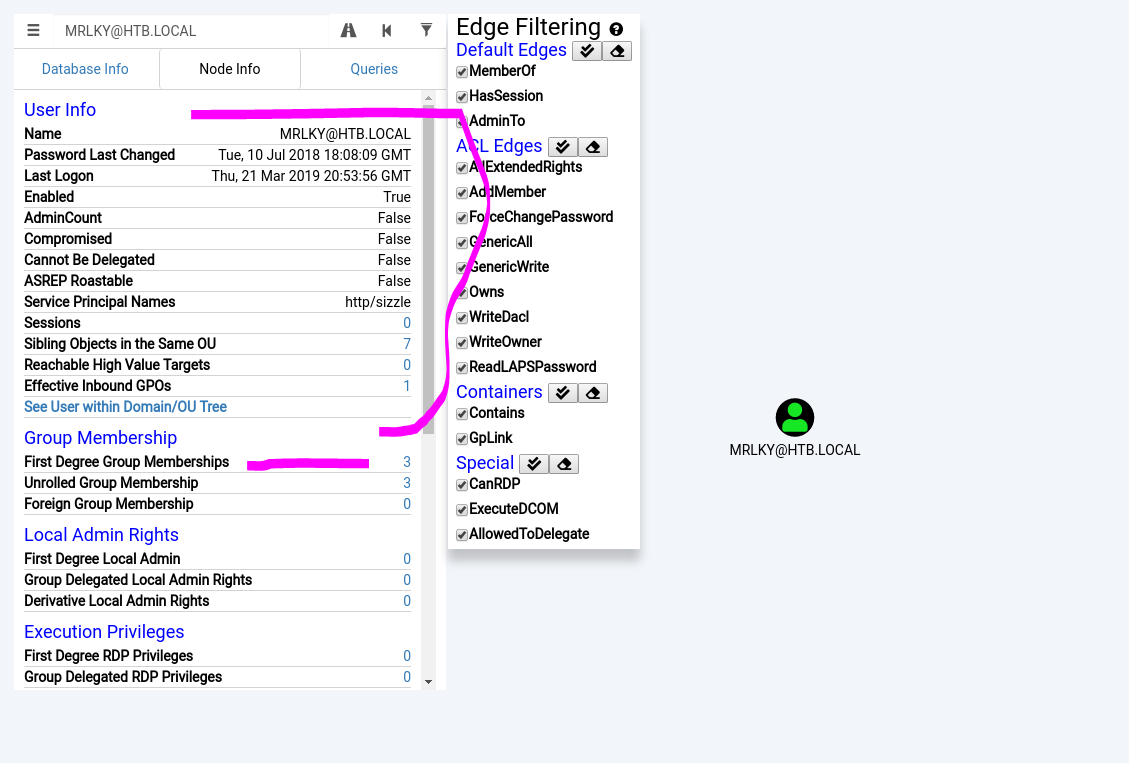 MRLKY@HTB.LOCAL
Database Info Node Info Queries
User Info
Name MRLKY@HTB.LOCAL
Password Last Changed Tue, 10 Jul 2018 18:08:09 GMT
Last Logon Thu, 21 Mar 2019 20:53:56 GMT
Enabled True
AdminCount False
Compromised False
Cannot Be Delegated False
ASREP Roastable False
Service Principal Names http/sizzle
Sessions 0
Sibling Objects in the Same OU 7
Reachable High Value Targets 0
Effective Inbound GPOs 1
See User within Domain/OU Tree
Group Membership
First Degree Group Memberships 3
Unrolled Group Membership 3
Foreign Group Membership 0
Local Admin Rights
First Degree Local Admin 0
Group Delegated Local Admin Rights 0
Derivative Local Admin Rights 0
Execution Privileges
First Degree RDP Privileges 0
Group Delegated RDP Privileges 0
Edge Filtering
Default Edges
MemberOf
HasSession
AdminTo
ACL Edges
AllExtendedRights
AddMember
ForceChangePassword
GenericAll
GenericWrite
Owns
WriteDacl
WriteOwner
ReadLAPSPassword
Containers
Contains
GpLink
Special
CanRDP
ExecuteDCOM
AllowedToDelegate
MRLKY@HTB.LOCAL